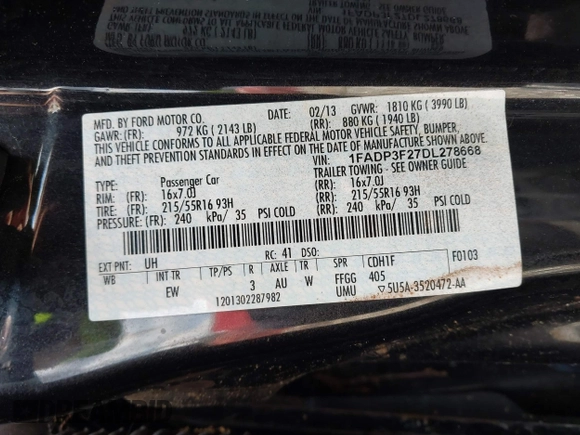 MFD. BY FORD MOTOR CO.
DATE: 02/13 GVWR: 1810 KG ( 3990 LB)
GAWR: (FR): 972 KG ( 2143 LB) (RR): 880 KG ( 1940 LB)
THIS VEHICLE CONFORMS TO ALL APPLICABLE FEDERAL MOTOR VEHICLE SAFETY, BUMPER,
AND THEFT PREVENTION STANDARDS IN EFFECT ON THE DATE OF MANUFACTURE SHOWN ABOVE.
VIN: 1FADP3F27DL278668
TYPE: Passenger Car TRAILER TOWING - SEE OWNER GUIDE
RIM: (FR): 16x7.0J (RR): 16x7.0J
TIRE: (FR): 215/55R16 93H (RR): 215/55R16 93H
PRESSURE: (FR): 240 kPa/ 35 PSI COLD (RR): 240 kPa/ 35 PSI COLD
EXT PNT: UH RC: 41 DSO: F0103
WB INT TR TP/PS R AXLE TR SPR CDH1F
EW 3 AU W FFGG 405
1201302287982 UMU ▽5U5A-3520472-AA